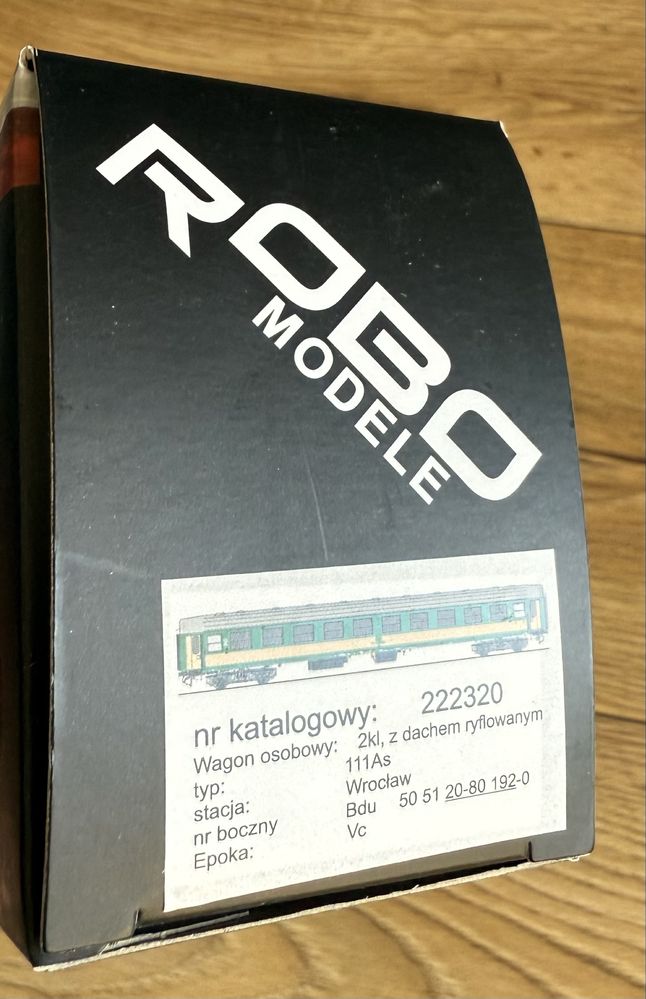 ROBO
MODELE
nr katalogowy: 222320
Wagon osobowy: 2kl, z dachem ryflowanym
typ: 111As
stacja: Wrocław
nr boczny Bdu 50 51 20-80 192-0
Epoka: Vc